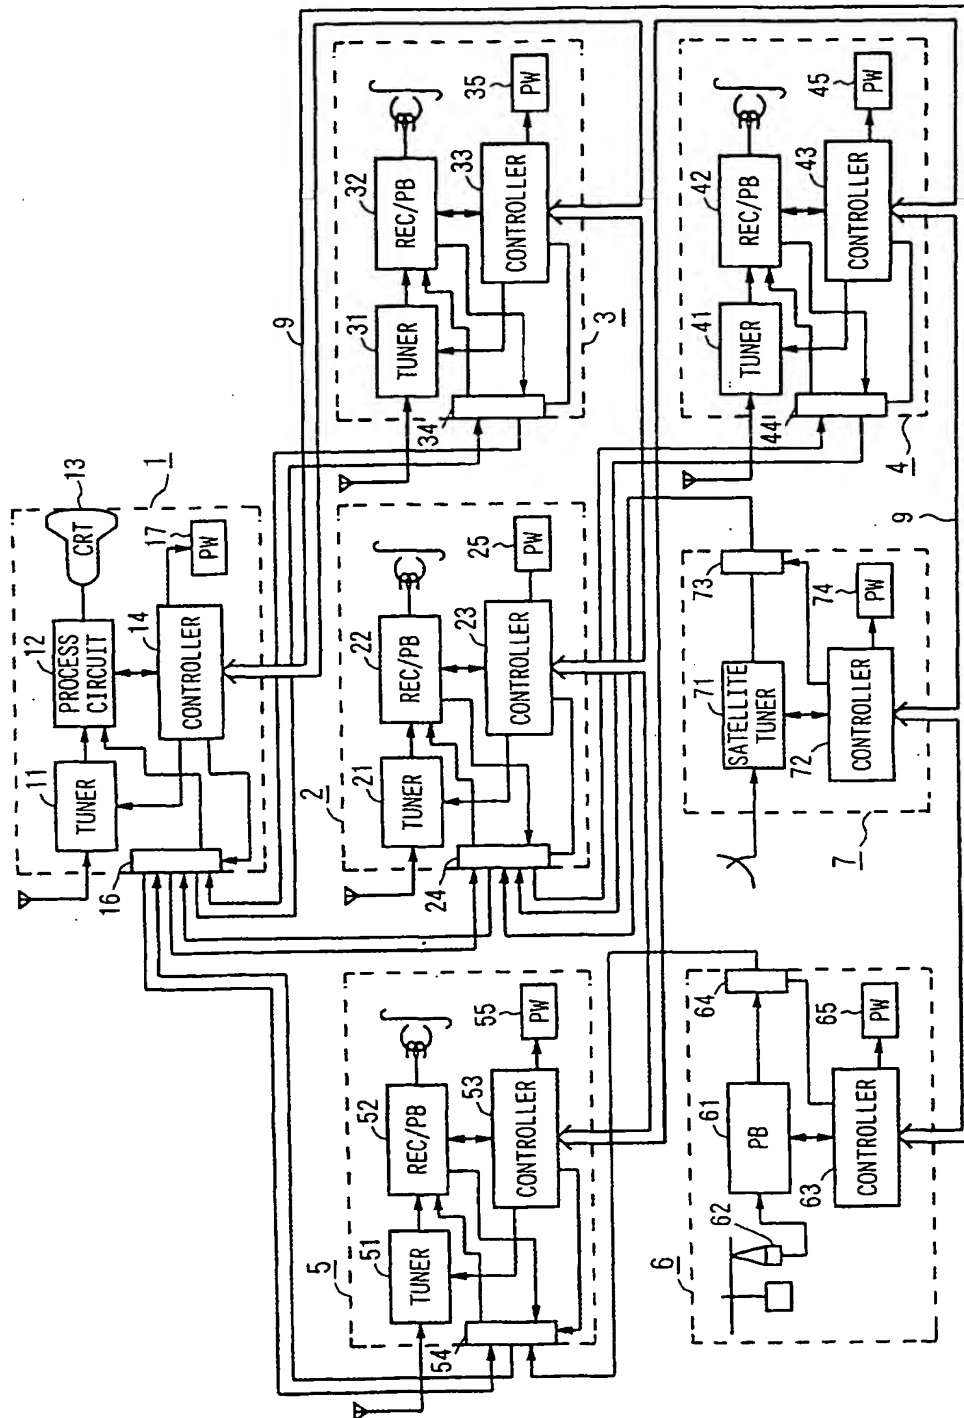 1
11
TUNER
12
PROCESS
CIRCUIT
13
CRT
14
CONTROLLER
16
17
PW
9
5
51
TUNER
52
REC/PB
53
CONTROLLER
54
55
PW
2
21
TUNER
22
REC/PB
23
CONTROLLER
24
25
PW
3
31
TUNER
32
REC/PB
33
CONTROLLER
34
35
PW
6
61
PB
62
63
CONTROLLER
64
65
PW
7
71
SATELLITE
TUNER
72
CONTROLLER
73
74
PW
4
41
TUNER
42
REC/PB
43
CONTROLLER
44
45
PW
9